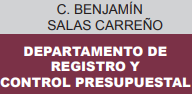 C. BENJAMÍN
SALAS CARREÑO
DEPARTAMENTO DE
REGISTRO Y
CONTROL PRESUPUESTAL